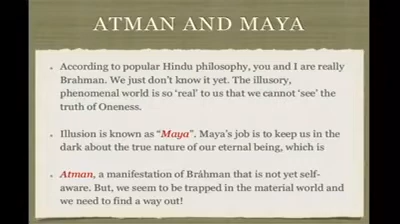 ATMAN AND MAYA
According to popular Hindu philosophy, you and I are really
Brahman. We just don't know it yet. The illusory,
phenomenal world is so 'real' to us that we cannot 'see' the
truth of Oneness.
Illusion is known as "Maya". Maya's job is to keep us in the
dark about the true nature of our eternal being, which is
Atman, a manifestation of Bråhman that is not yet self-
aware. But, we seem to be trapped in the material world and
we need to find a way out!